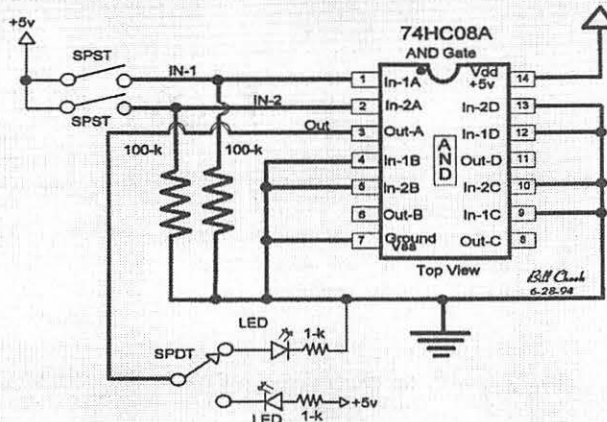 +5v
SPST
SPST
IN-1
IN-2
Out
100-k
100-k
74HC08A
AND Gate
1
In-1A
2
In-2A
3
Out-A
4
In-1B
5
In-2B
6
Out-B
7
Ground
Vss
AND
Vdd
+5v
14
In-2D
13
In-1D
12
Out-D
11
In-2C
10
In-1C
9
Out-C
8
Top View
Bill Cheek
6-28-94
LED
1-k
SPDT
LED
1-k
+5v